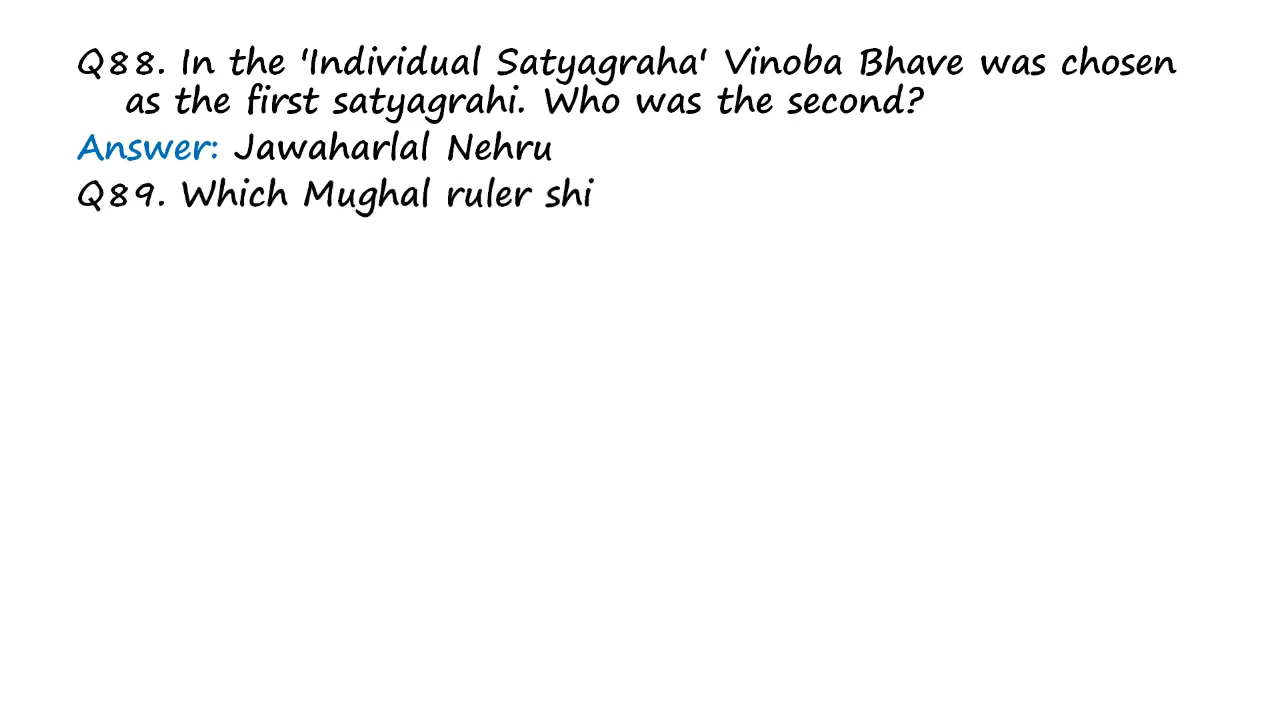 Q88. In the 'Individual Satyagraha' Vinoba Bhave was chosen
as the first satyagrahi. Who was the second?
Answer: Jawaharlal Nehru
Q89. Which Mughal ruler shi